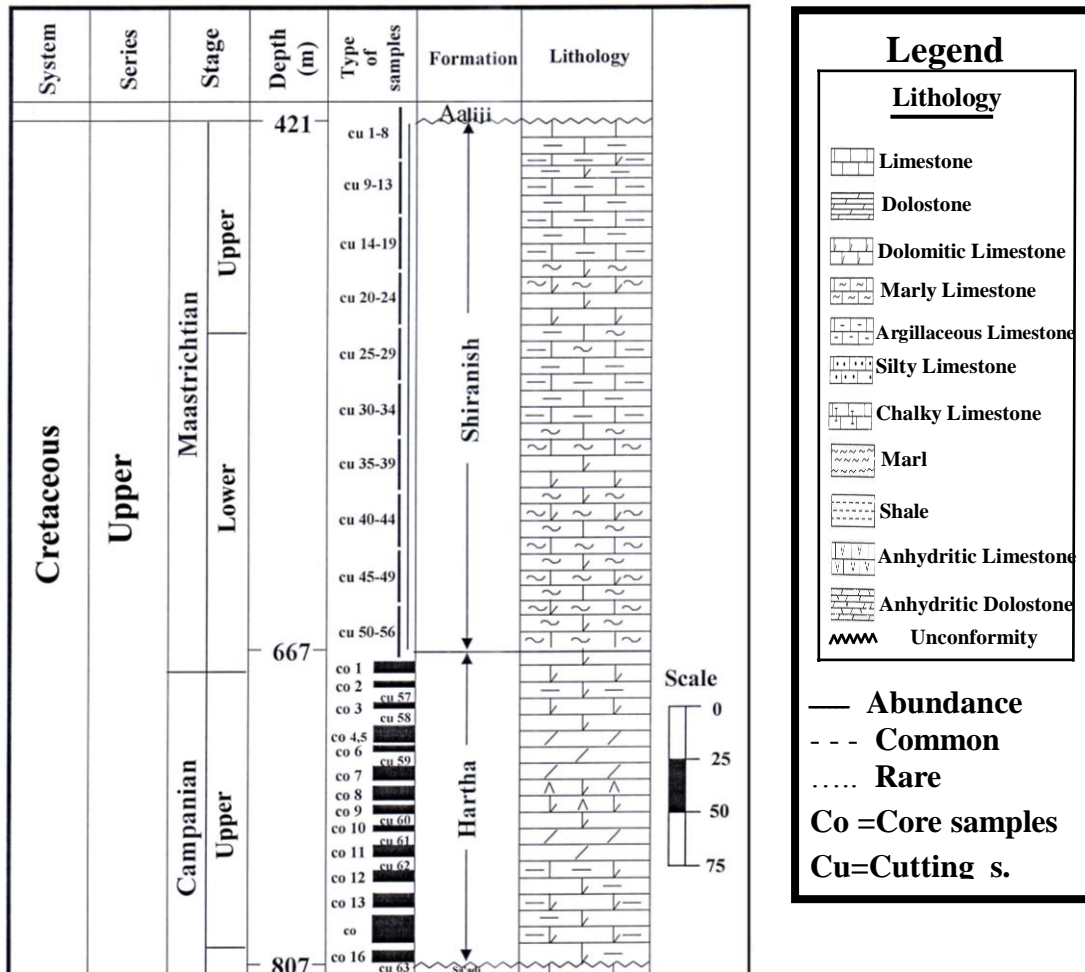 System
Series
Stage
Depth
(m)
Type
of
samples
Formation
Lithology
Cretaceous
Upper
Maastrichtian
Upper
Lower
Campanian
Upper
421
667
807
cu 1-8
cu 9-13
cu 14-19
cu 20-24
cu 25-29
cu 30-34
cu 35-39
cu 40-44
cu 45-49
cu 50-56
co 1
co 2
cu 57
co 3
cu 58
co 4,5
co 6
cu 59
co 7
co 8
co 9
cu 60
co 10
cu 61
co 11
cu 62
co 12
co 13
co
co 16
cu 63
Aaliji
Shiranish
Hartha
Sa'adi
Scale
0
25
50
75
Legend
Lithology
Limestone
Dolostone
Dolomitic Limestone
Marly Limestone
Argillaceous Limestone
Silty Limestone
Chalky Limestone
Marl
Shale
Anhydritic Limestone
Anhydritic Dolostone
Unconformity
Abundance
Common
Rare
Co =Core samples
Cu=Cutting s.